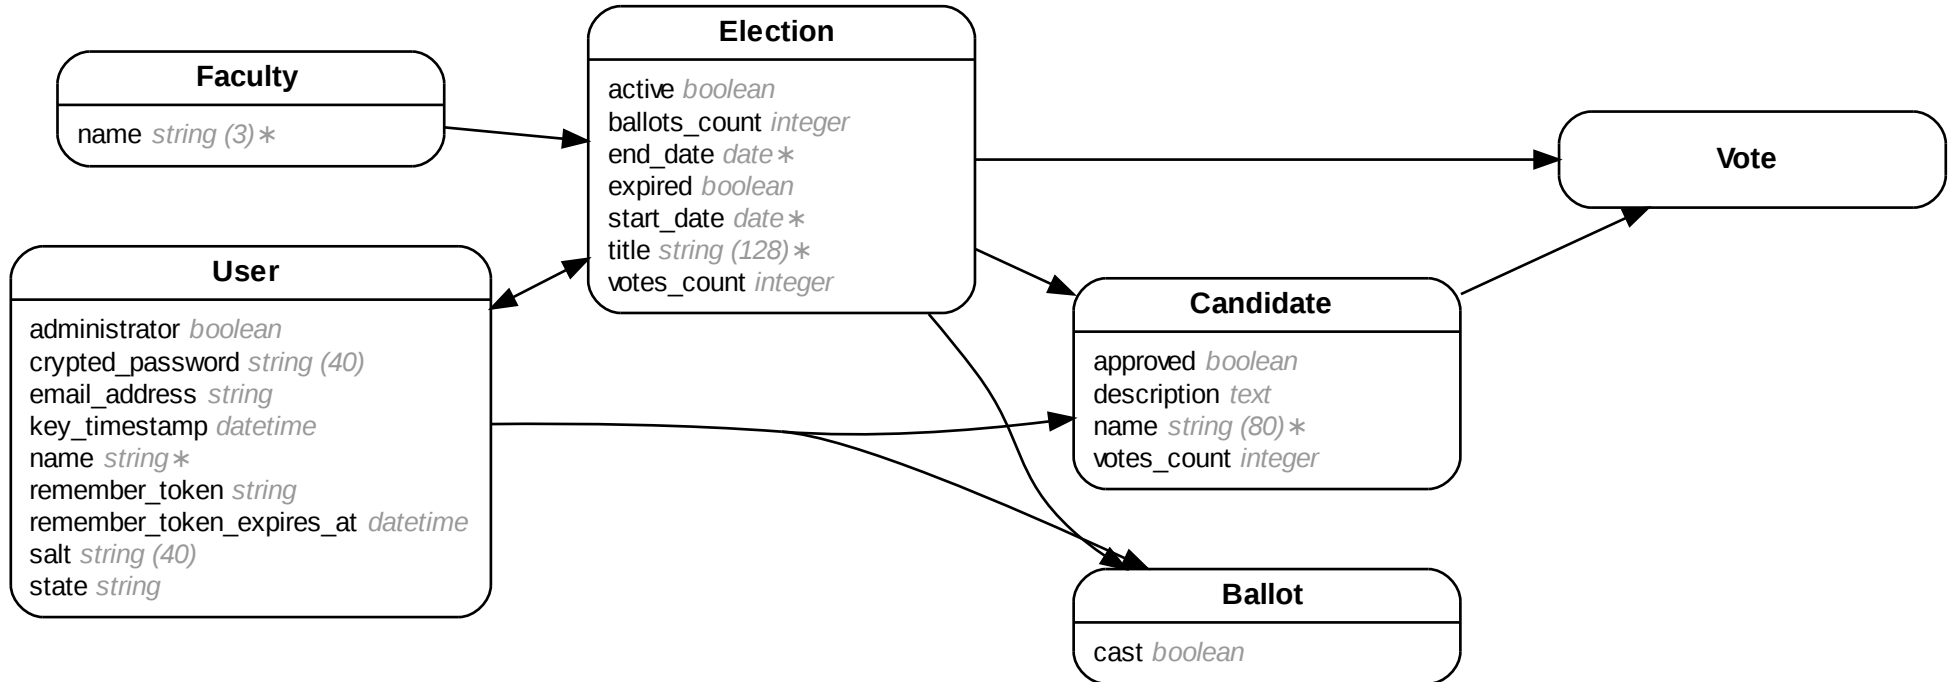 Faculty
name string (3)∗
Election
active boolean
ballots_count integer
end_date date∗
expired boolean
start_date date∗
title string (128)∗
votes_count integer
Vote
User
administrator boolean
crypted_password string (40)
email_address string
key_timestamp datetime
name string∗
remember_token string
remember_token_expires_at datetime
salt string (40)
state string
Candidate
approved boolean
description text
name string (80)∗
votes_count integer
Ballot
cast boolean